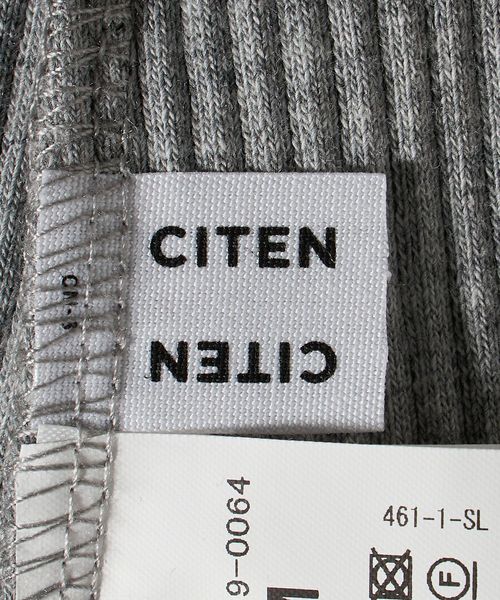 CITEN
CITEN
9-0064
461-1-SL
F